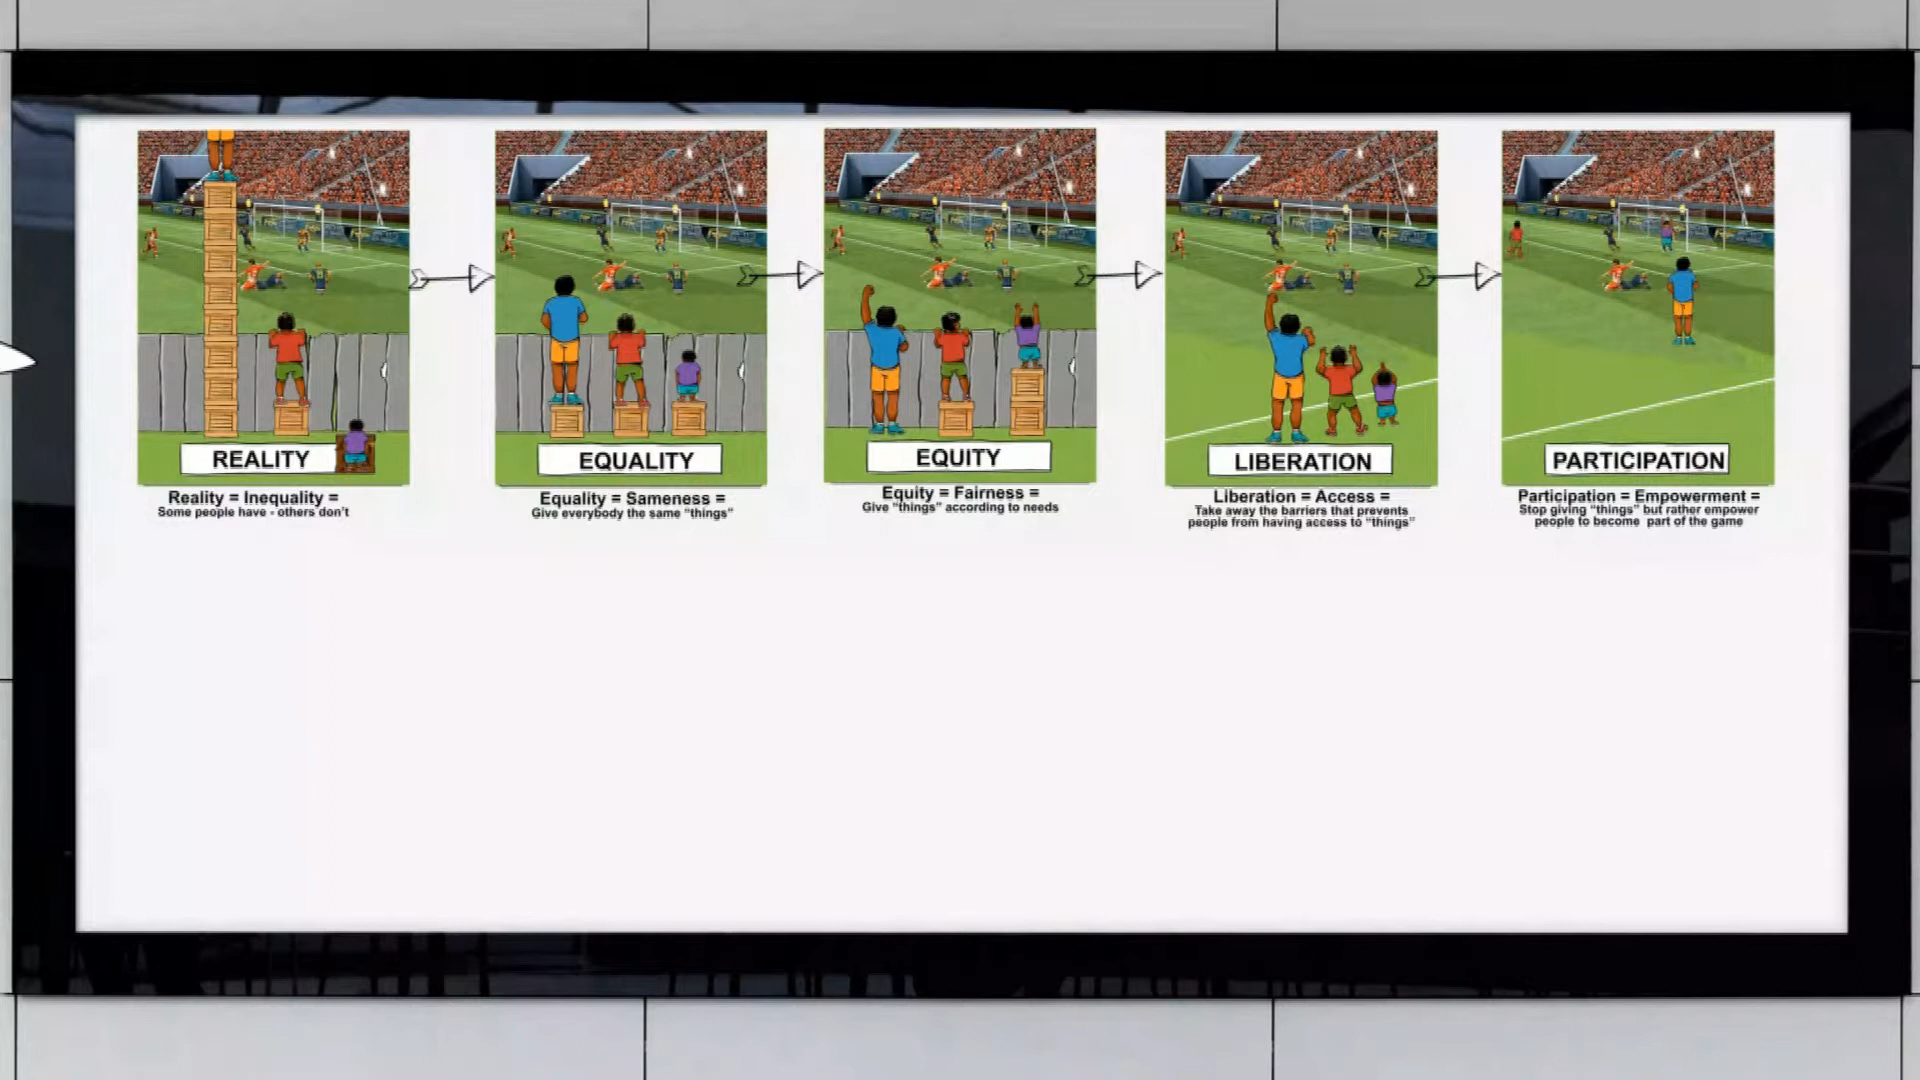 REALITY
Reality = Inequality =
Some people have - others don't
EQUALITY
Equality = Sameness =
Give everybody the same "things"
EQUITY
Equity = Fairness =
Give "things" according to needs
LIBERATION
Liberation = Access =
Take away the barriers that prevents
people from having access to "things"
PARTICIPATION
Participation = Empowerment =
Stop giving "things" but rather empower
people to become part of the game